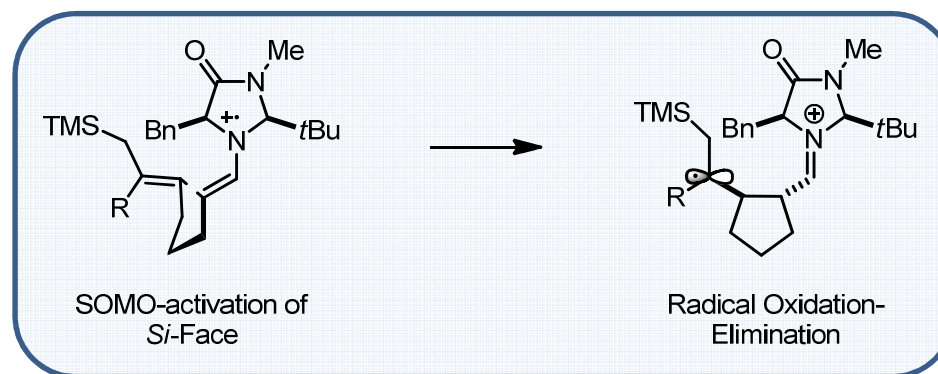 O
Me
N
+·
TMS
Bn
N
tBu
R
O
Me
N
TMS
+
Bn
N
tBu
·
R
SOMO-activation of
Si-Face
Radical Oxidation-
Elimination